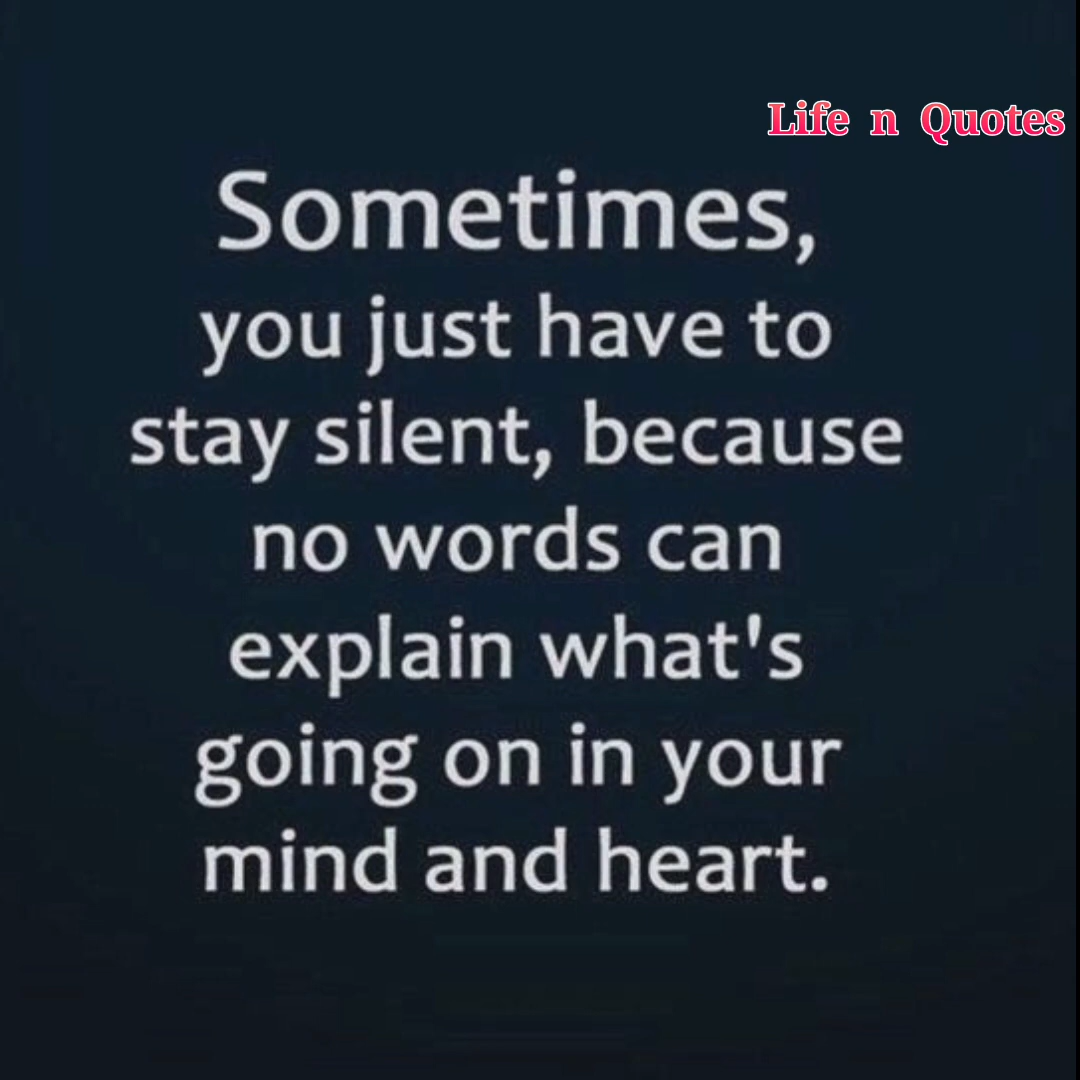 Life n Quotes
Sometimes,
you just have to
stay silent, because
no words can
explain what's
going on in your
mind and heart.